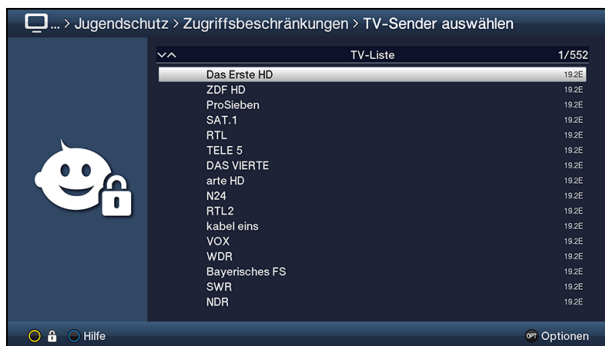 ... > Jugendschutz > Zugriffsbeschränkungen > TV-Sender auswählen
TV-Liste 1/552
Das Erste HD 19.2E
ZDF HD 19.2E
ProSieben 19.2E
SAT.1 19.2E
RTL 19.2E
TELE 5 19.2E
DAS VIERTE 19.2E
arte HD 19.2E
N24 19.2E
RTL2 19.2E
kabel eins 19.2E
VOX 19.2E
WDR 19.2E
Bayerisches FS 19.2E
SWR 19.2E
NDR 19.2E
Hilfe OPT Optionen